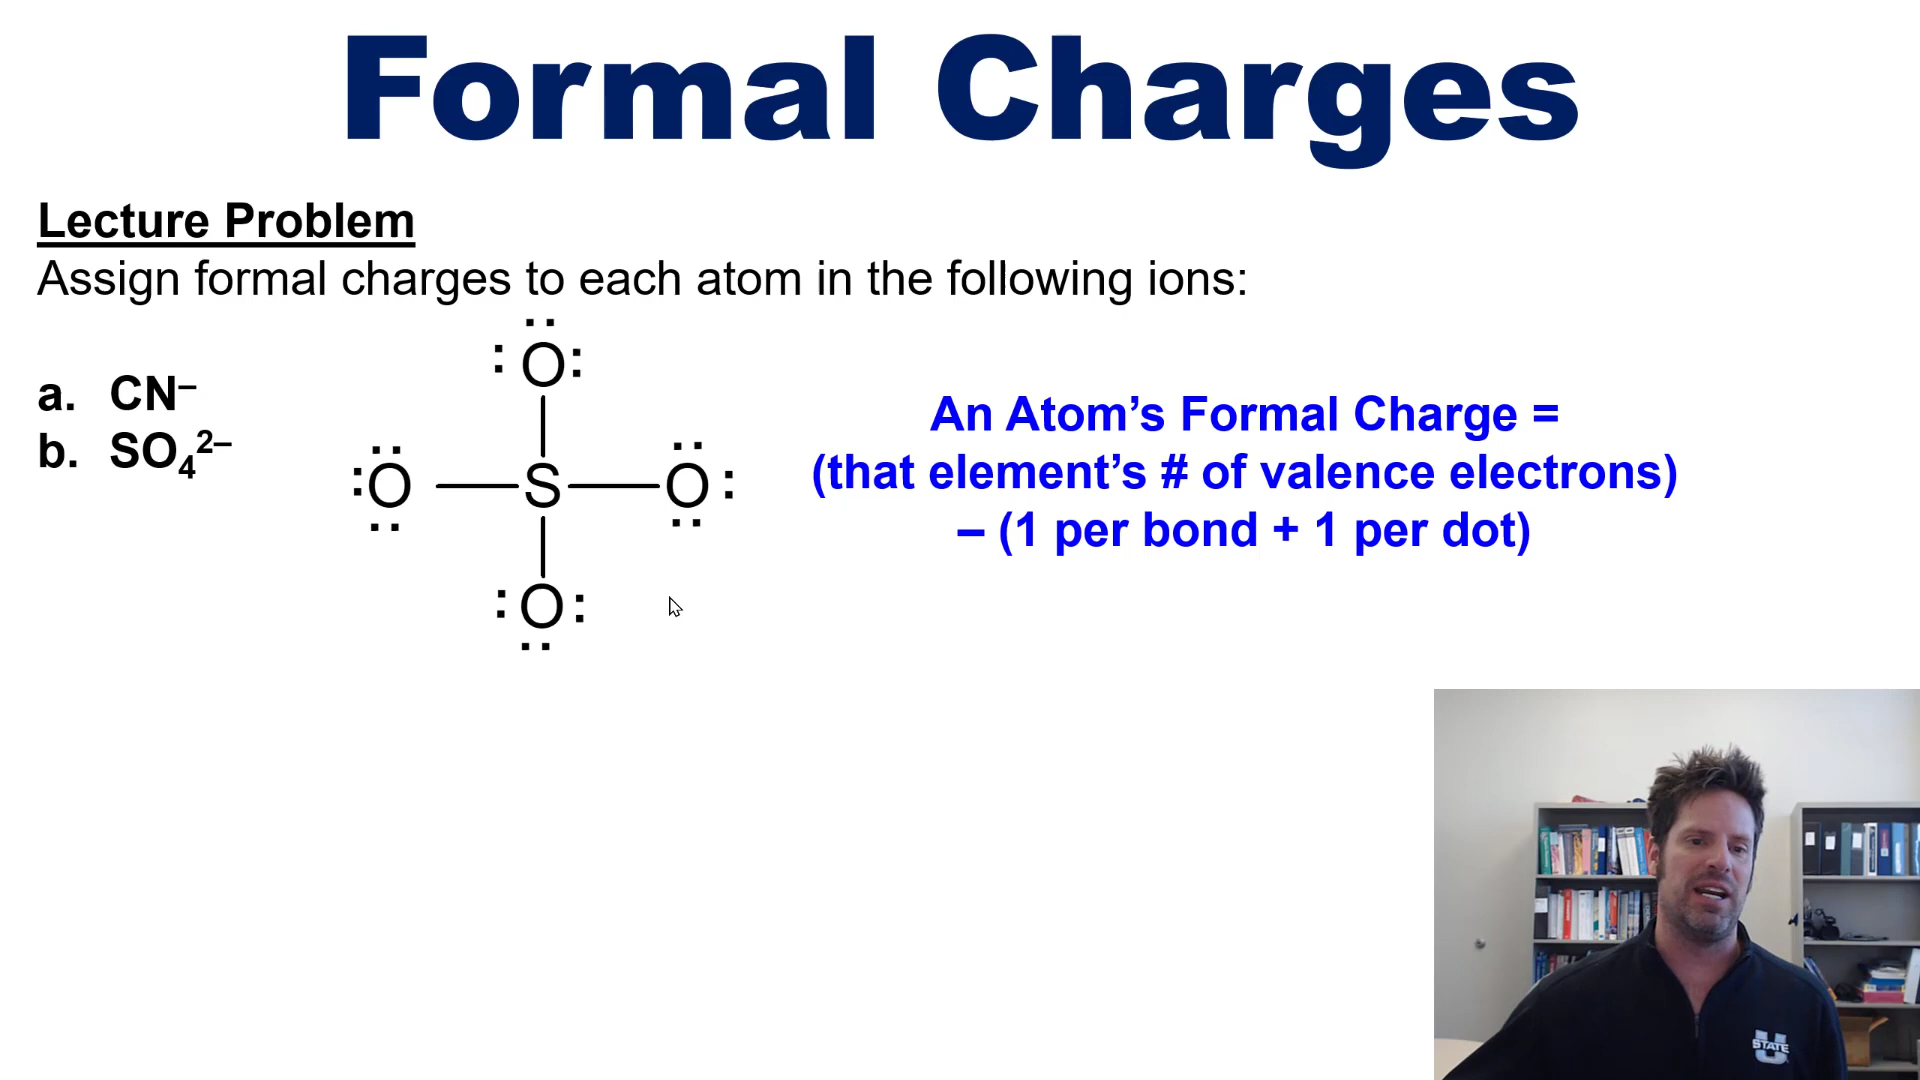 Formal Charges
Lecture Problem
Assign formal charges to each atom in the following ions:
a. CN⁻
b. SO₄²⁻
O
O S O
O
An Atom’s Formal Charge =
(that element’s # of valence electrons)
– (1 per bond + 1 per dot)
U
STATE